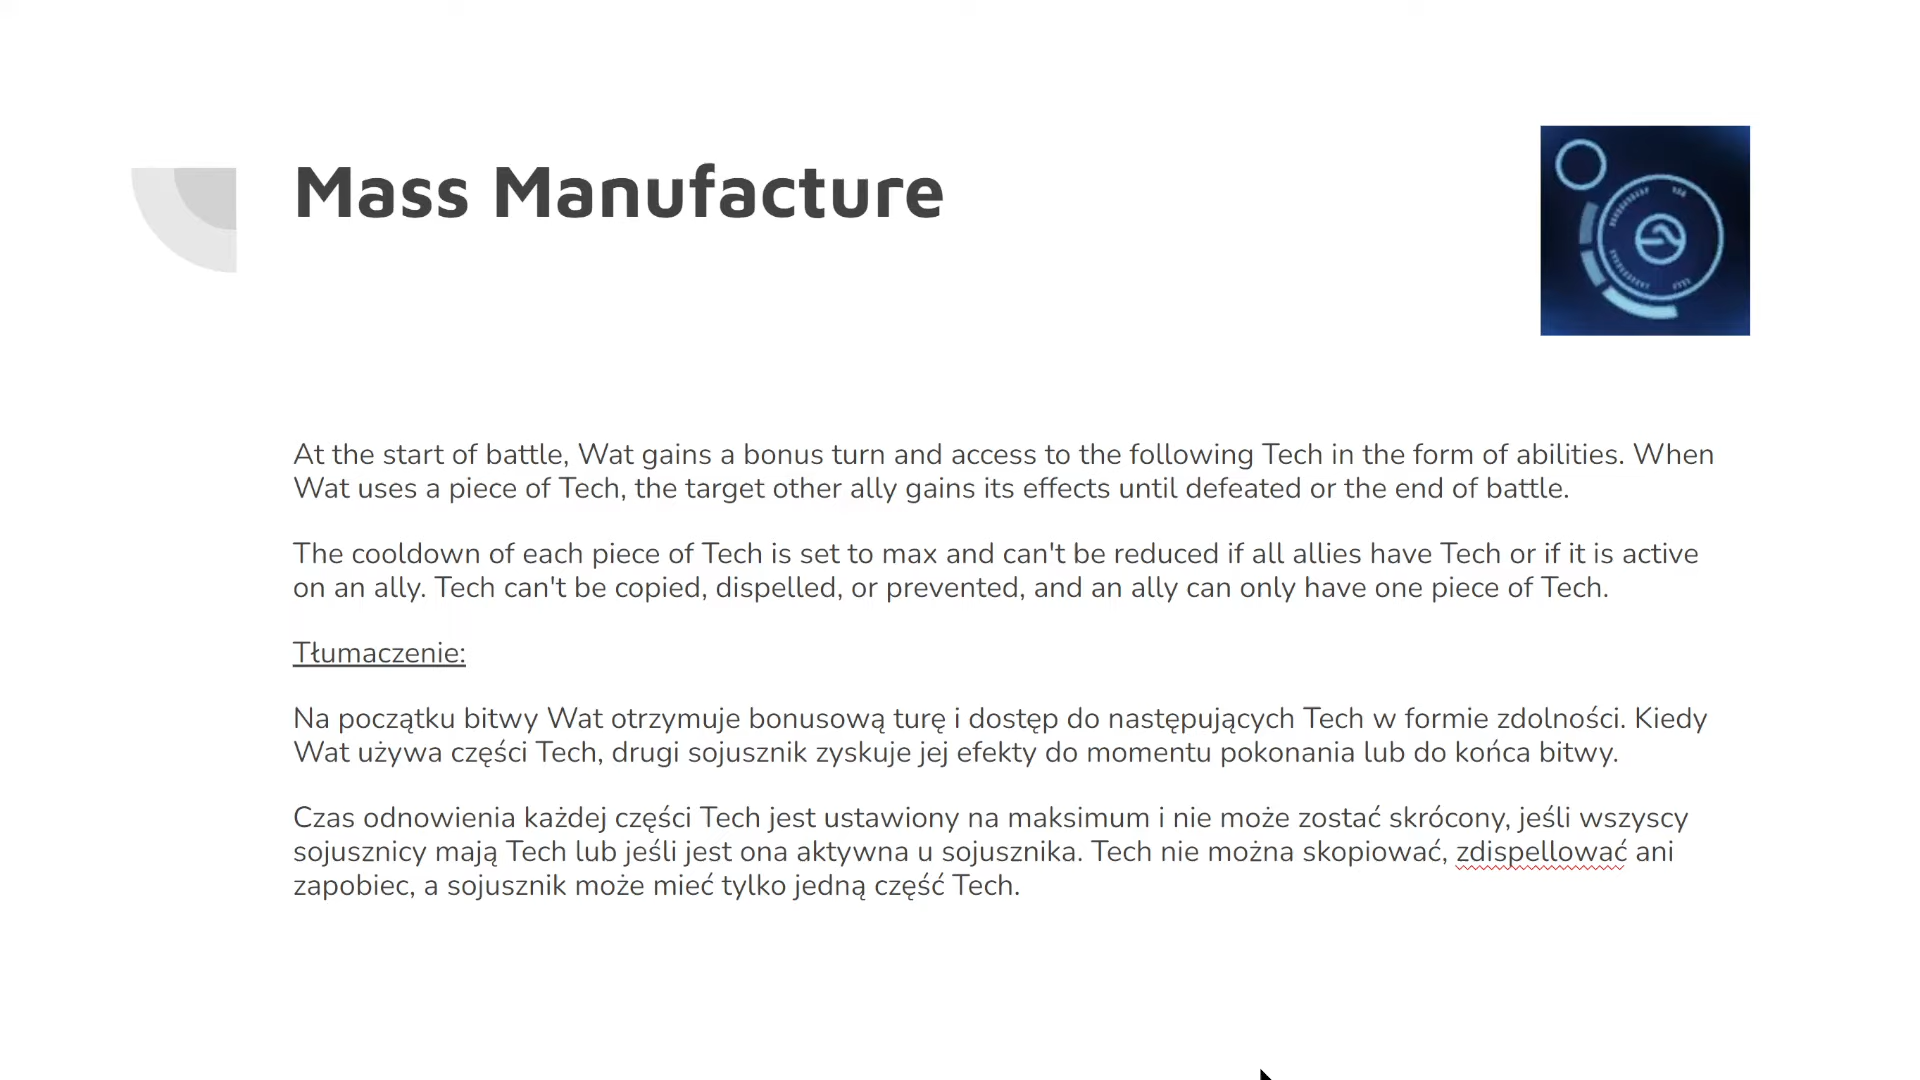 Mass Manufacture
At the start of battle, Wat gains a bonus turn and access to the following Tech in the form of abilities. When
Wat uses a piece of Tech, the target other ally gains its effects until defeated or the end of battle.
The cooldown of each piece of Tech is set to max and can't be reduced if all allies have Tech or if it is active
on an ally. Tech can't be copied, dispelled, or prevented, and an ally can only have one piece of Tech.
Tłumaczenie:
Na początku bitwy Wat otrzymuje bonusową turę i dostęp do następujących Tech w formie zdolności. Kiedy
Wat używa części Tech, drugi sojusznik zyskuje jej efekty do momentu pokonania lub do końca bitwy.
Czas odnowienia każdej części Tech jest ustawiony na maksimum i nie może zostać skrócony, jeśli wszyscy
sojusznicy mają Tech lub jeśli jest ona aktywna u sojusznika. Tech nie można skopiować, zdispellować ani
zapobiec, a sojusznik może mieć tylko jedną część Tech.